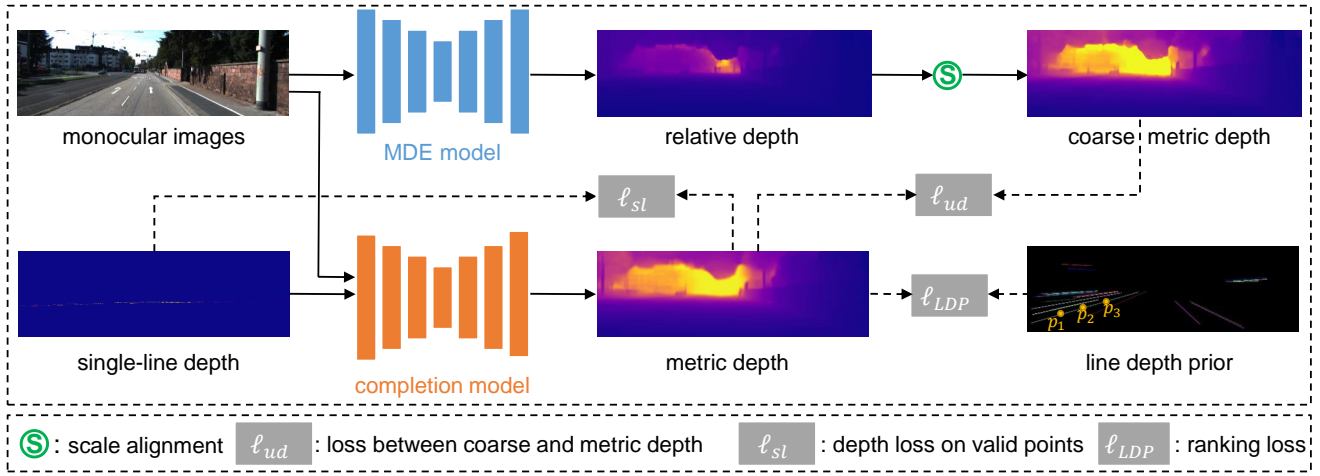 monocular images
MDE model
relative depth
S
coarse metric depth
ℓ_sl
ℓ_ud
single-line depth
completion model
metric depth
ℓ_LDP
p_1 p_2 p_3
line depth prior
S : scale alignment ℓ_ud : loss between coarse and metric depth ℓ_sl : depth loss on valid points ℓ_LDP : ranking loss